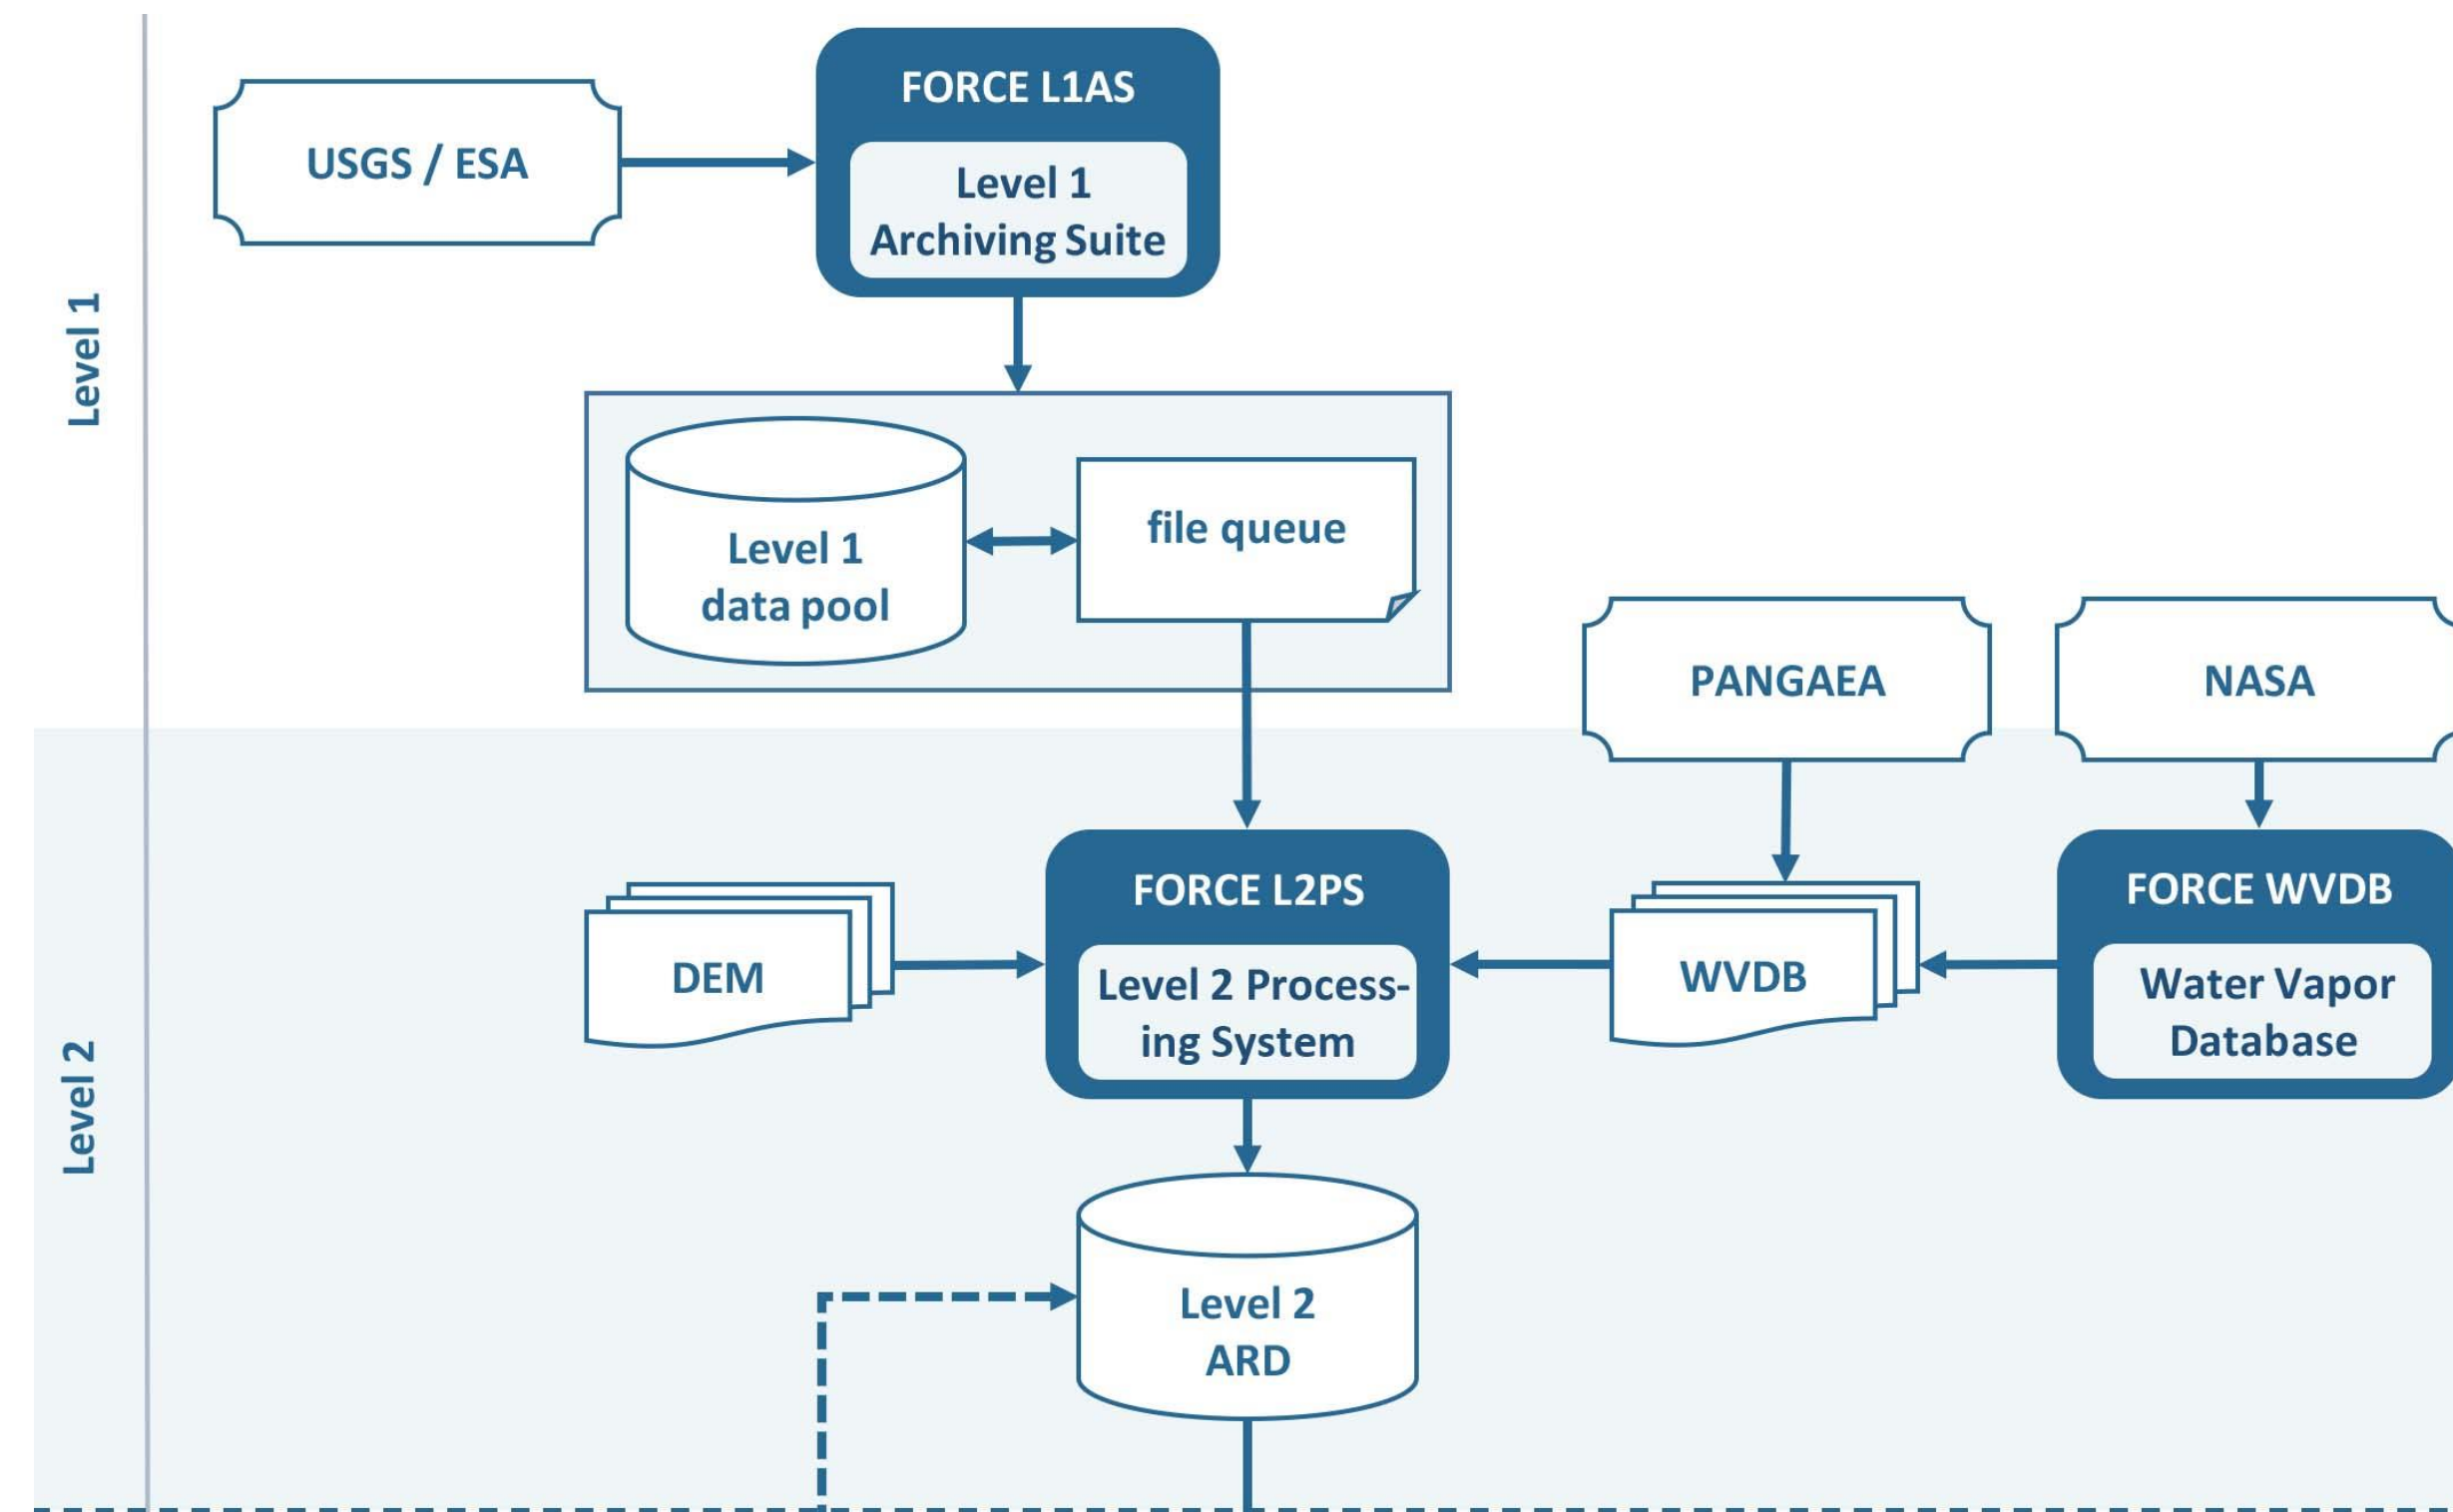 FORCE L1AS
USGS / ESA
Level 1
Archiving Suite
Level 1
Level 1
data pool
file queue
PANGAEA
NASA
FORCE L2PS
FORCE WVDB
DEM
Level 2 Process-
ing System
WVDB
Water Vapor
Database
Level 2
Level 2
ARD